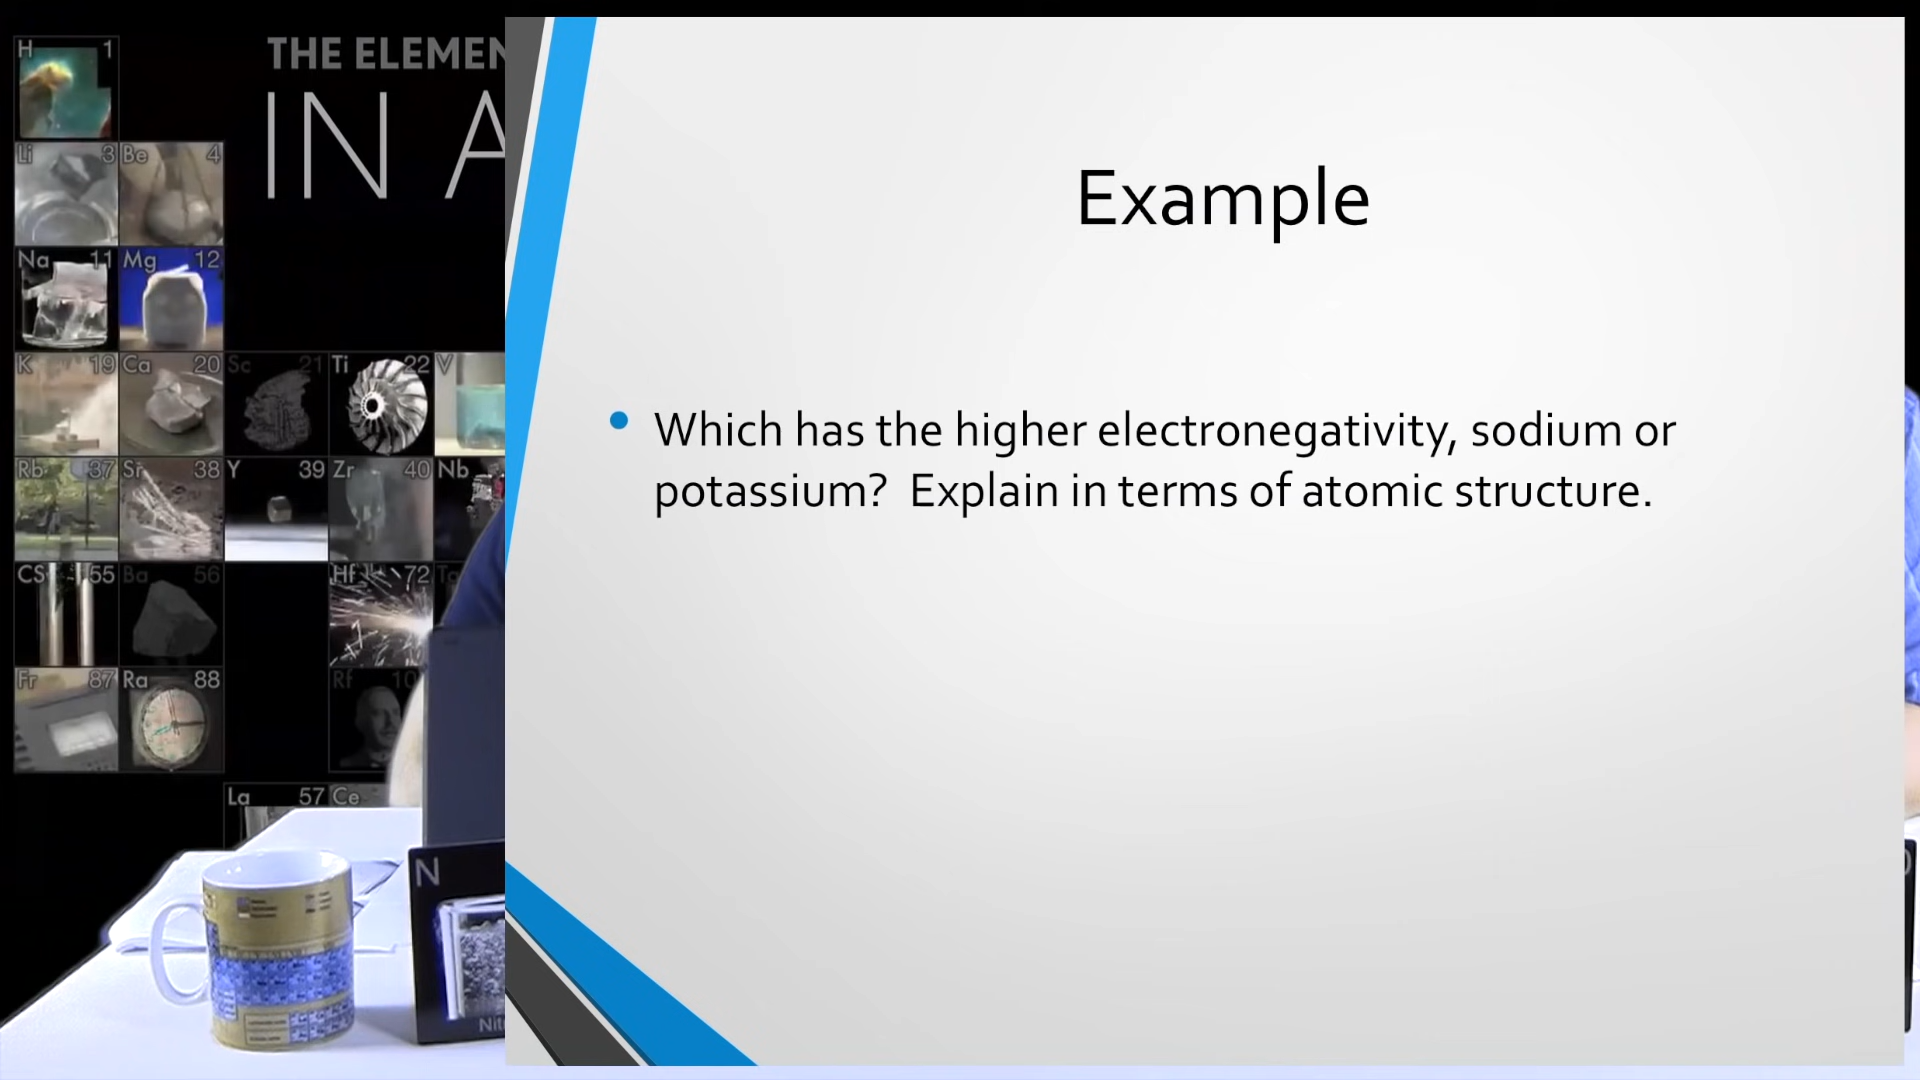 THE ELEMEN
IN A
H 1
Li 3 Be 4
Na 11 Mg 12
K 19 Ca 20 Sc 21 Ti 22 V
Rb 37 Sr 38 Y 39 Zr 40 Nb
CS 55 Ba 56 Hf 72
Fr 87 Ra 88 Rf 10
La 57 Ce
N
Example
Which has the higher electronegativity, sodium or
potassium? Explain in terms of atomic structure.